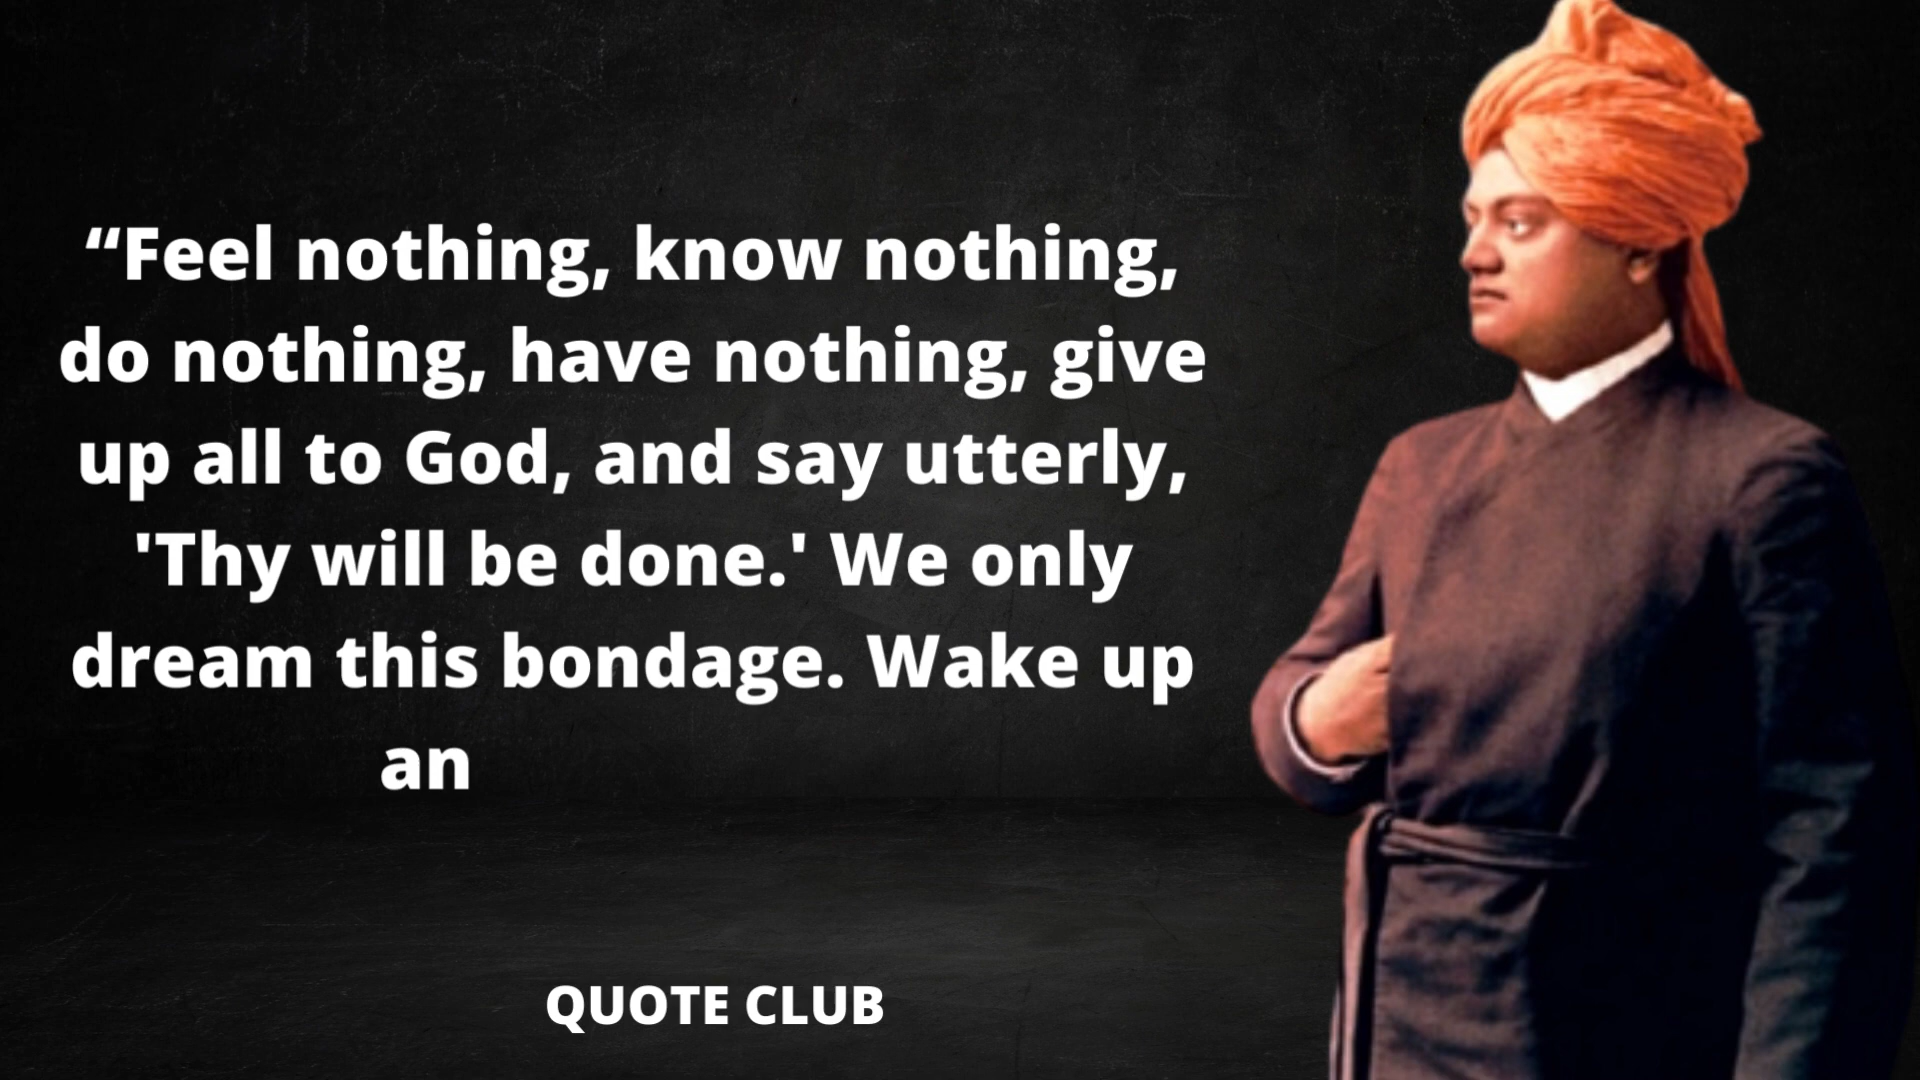 “Feel nothing, know nothing,
do nothing, have nothing, give
up all to God, and say utterly,
'Thy will be done.' We only
dream this bondage. Wake up
an
QUOTE CLUB